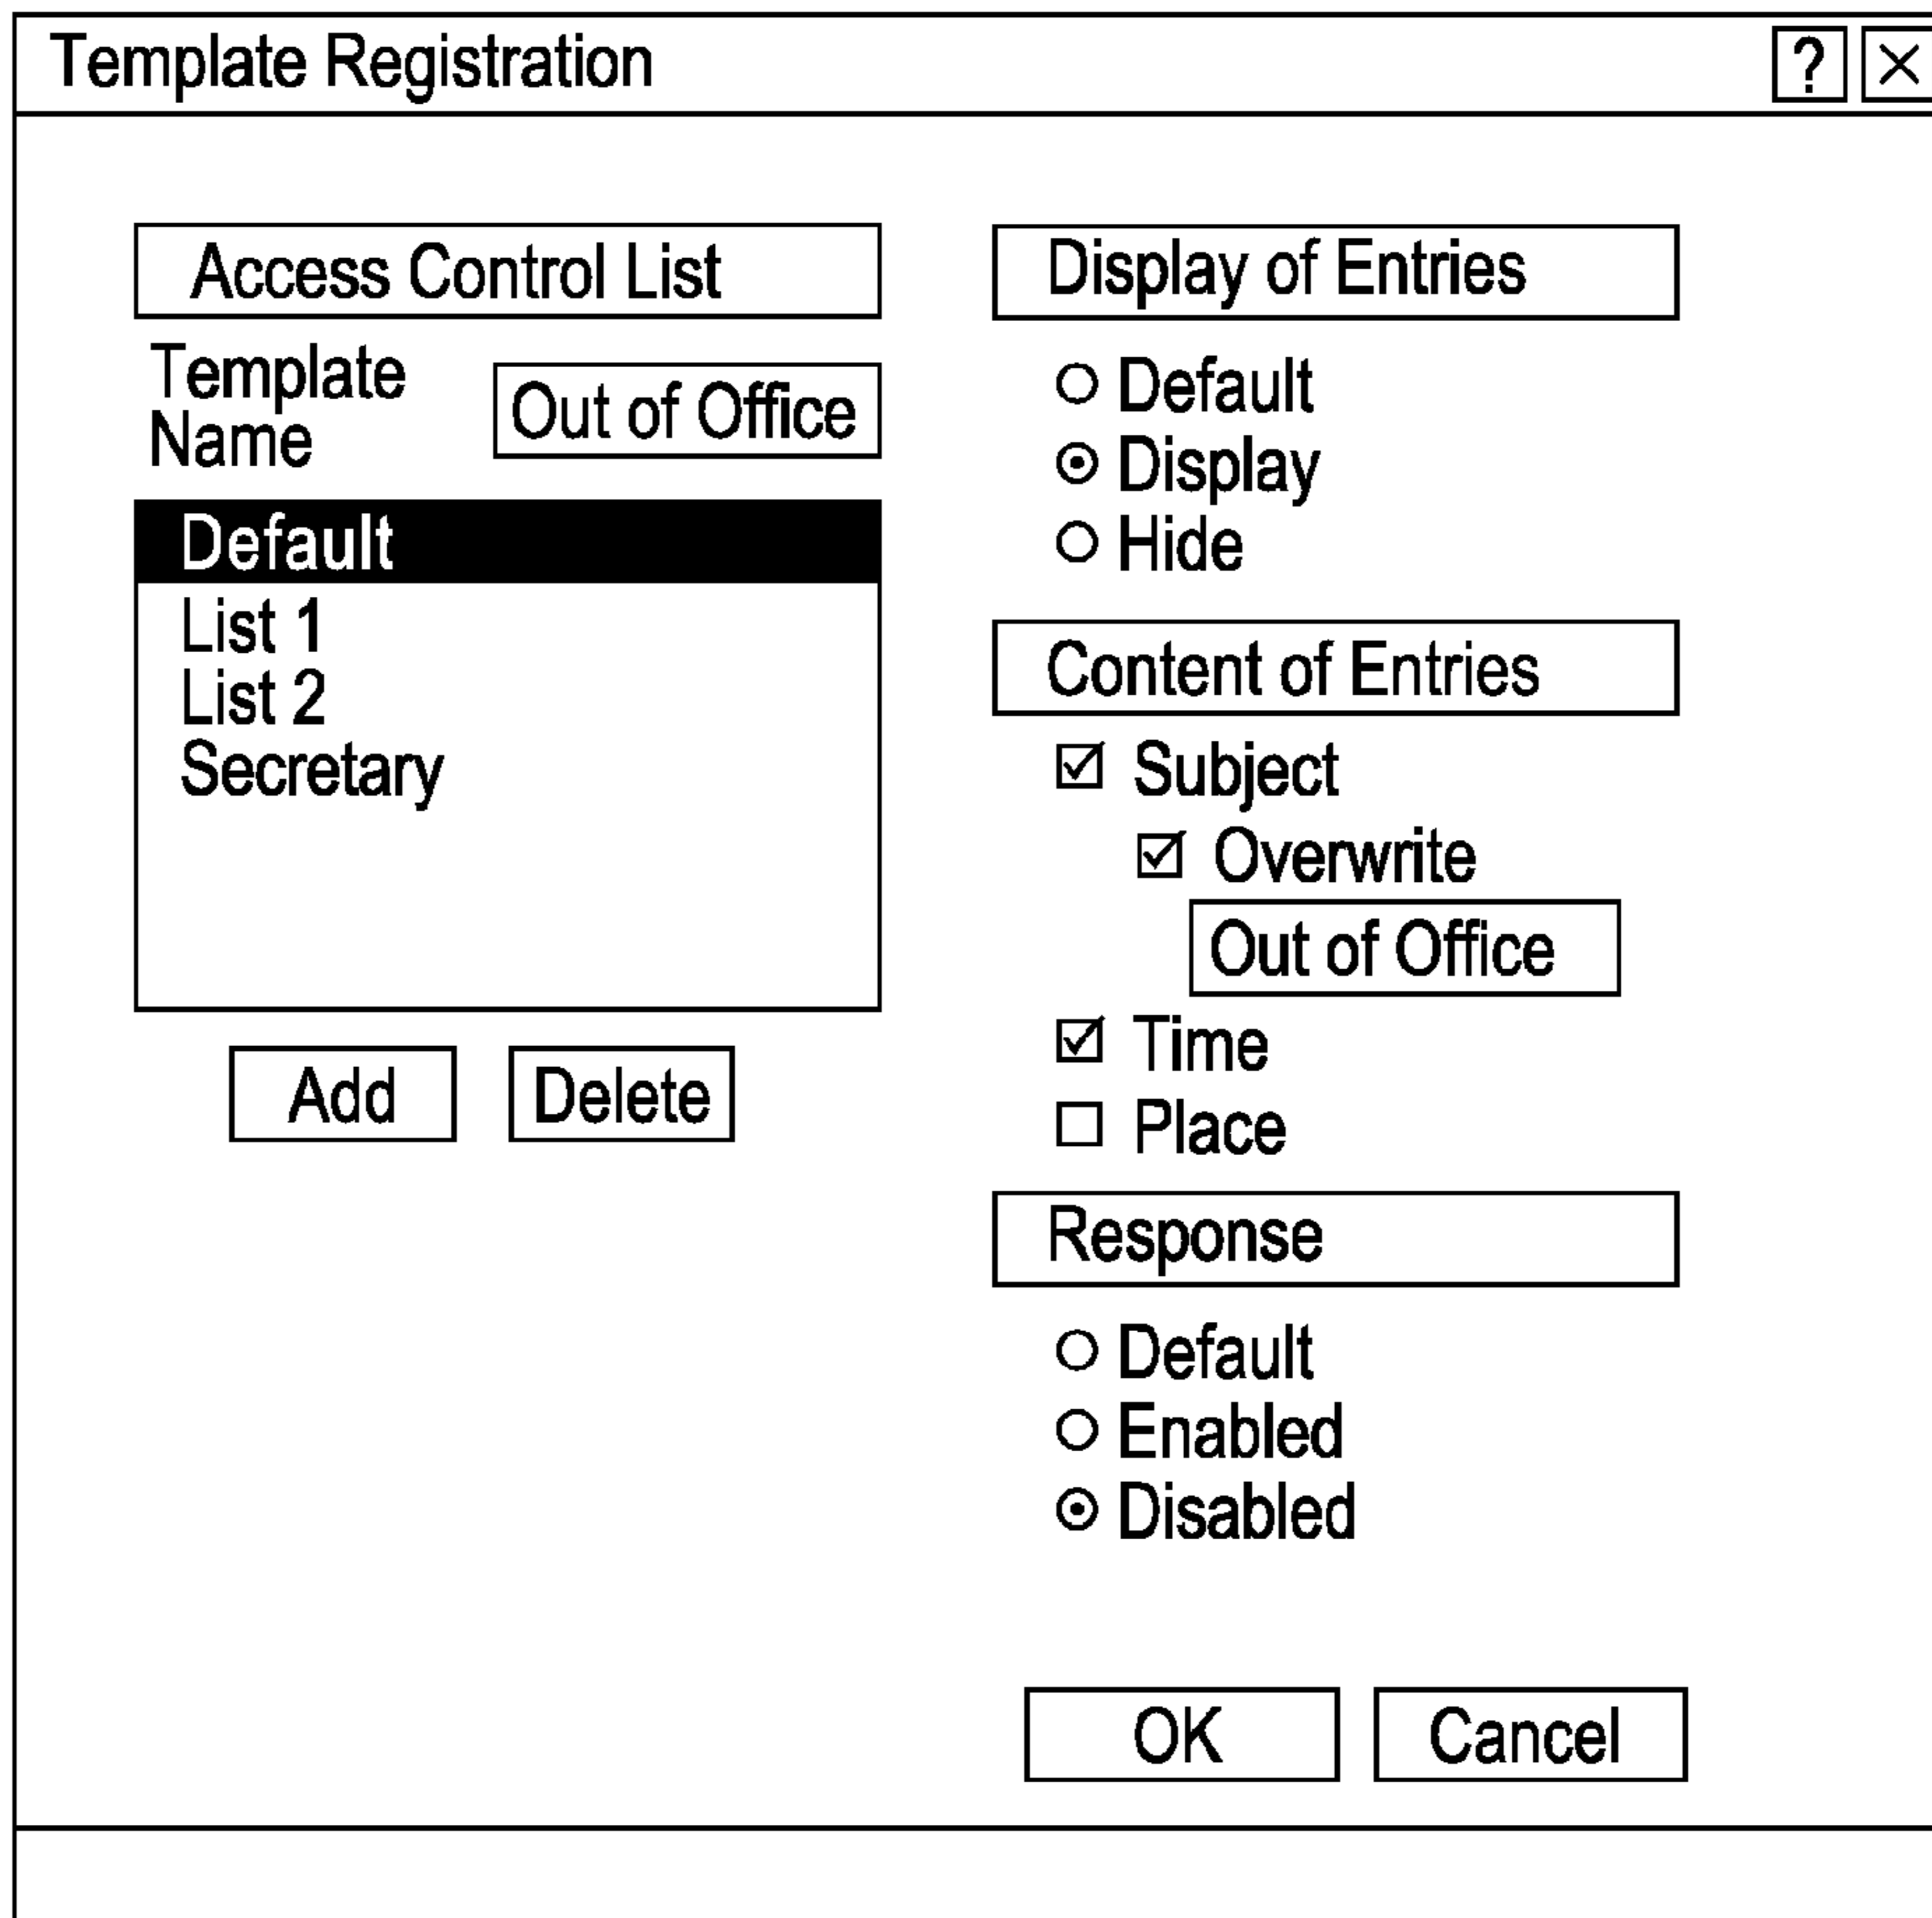 Template Registration
?
Access Control List
Template
Name
Out of Office
Default
List 1
List 2
Secretary
Add
Delete
Display of Entries
Default
Display
Hide
Content of Entries
Subject
Overwrite
Out of Office
Time
Place
Response
Default
Enabled
Disabled
OK
Cancel